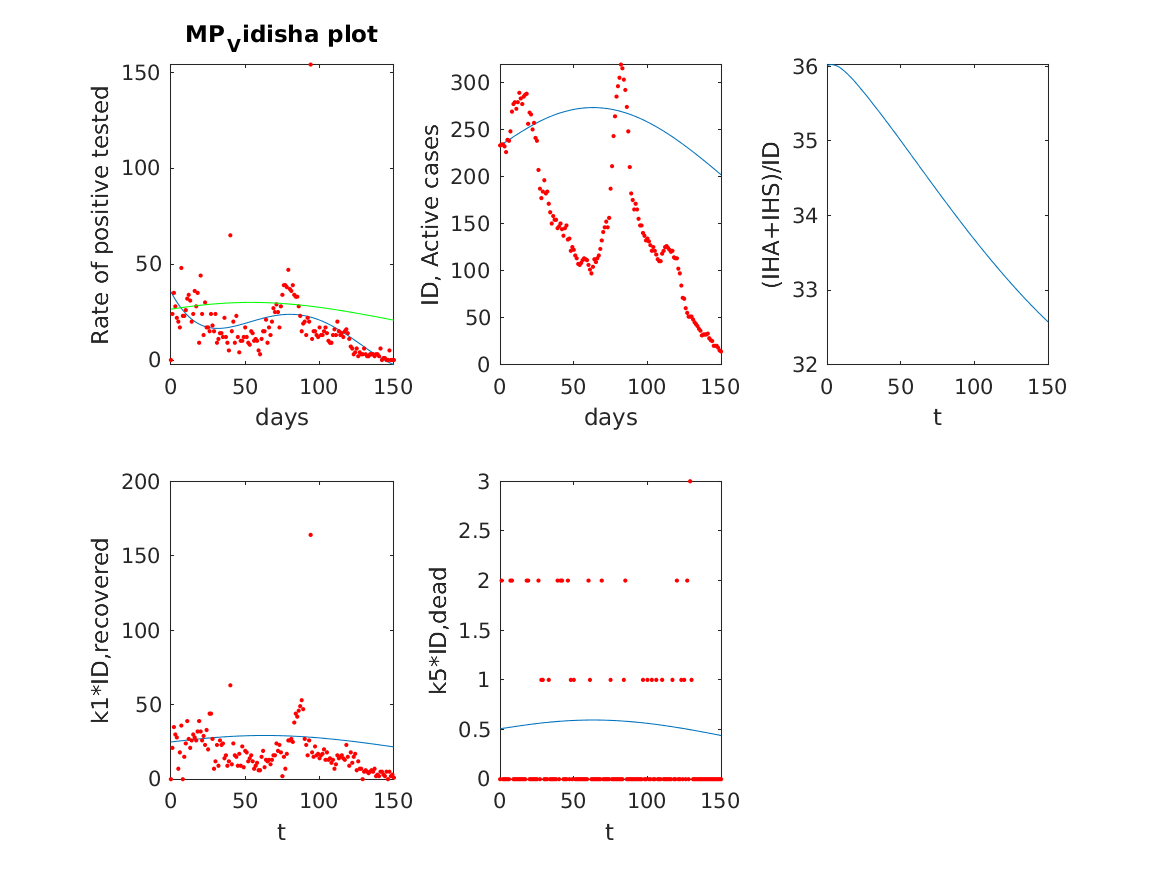 MP_Vidisha plot
150
100
50
0
Rate of positive tested
0 50 100 150
days
300
250
200
150
100
50
0
ID, Active cases
0 50 100 150
days
36
35
34
33
32
(IHA+IHS)/ID
0 50 100 150
t
200
150
100
50
0
k1*ID,recovered
0 50 100 150
t
3
2.5
2
1.5
1
0.5
0
k5*ID,dead
0 50 100 150
t